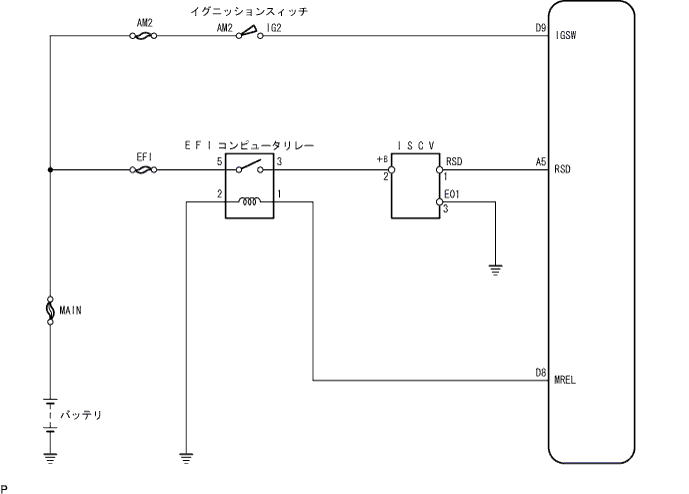 イグニッションスィッチ
AM2
AM2
IG2
D9
IGSW
EFIコンピュータリレー
ISCV
EFI
5
3
+B
2
RSD
1
A5
RSD
2
1
E01
3
MAIN
D8
MREL
バッテリ
P